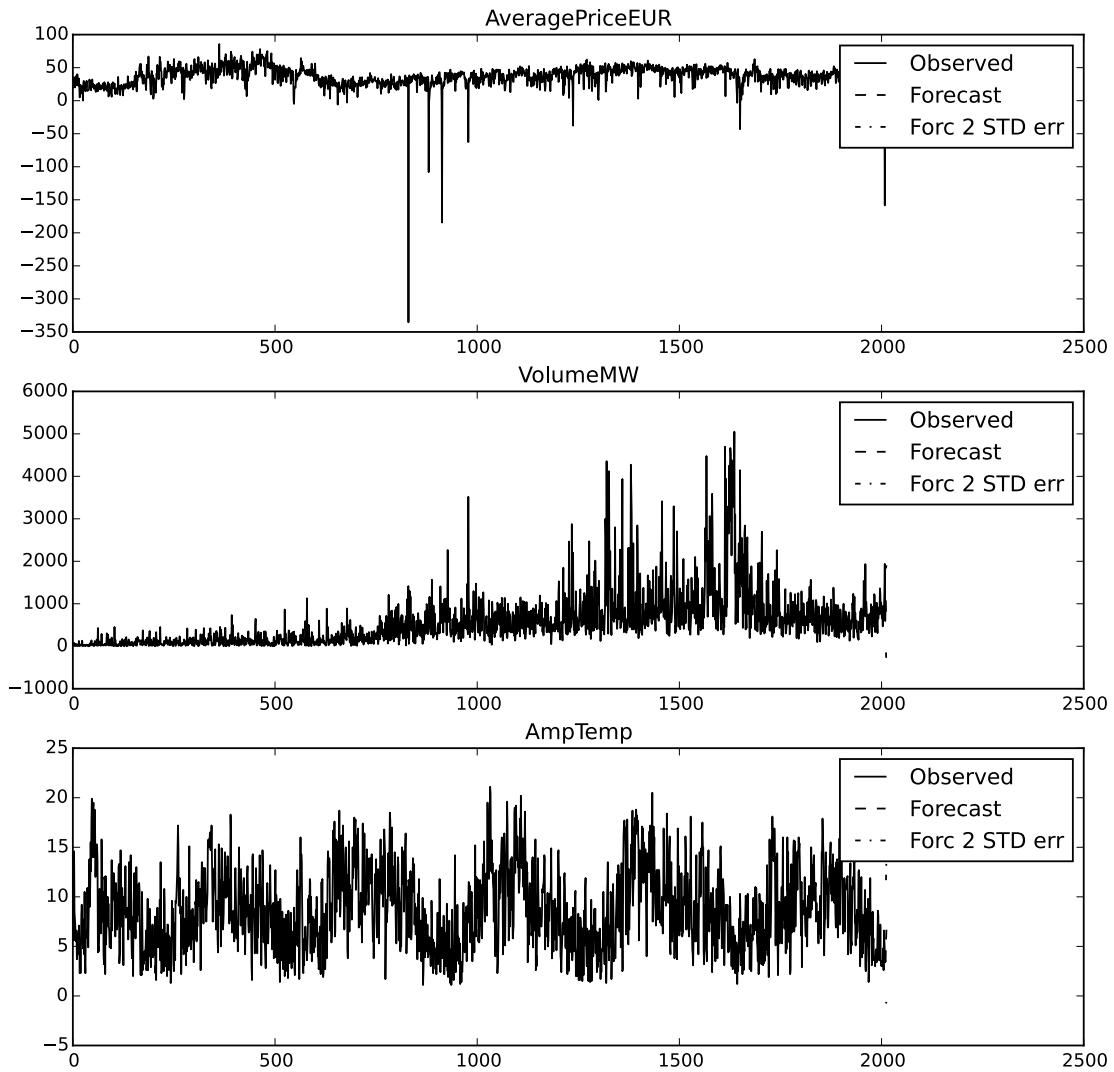 AveragePriceEUR
100
50
0
−50
−100
−150
−200
−250
−300
−350
0 500 1000 1500 2000 2500
Observed
Forecast
Forc 2 STD err
VolumeMW
6000
5000
4000
3000
2000
1000
0
−1000
0 500 1000 1500 2000 2500
Observed
Forecast
Forc 2 STD err
AmpTemp
25
20
15
10
5
0
−5
0 500 1000 1500 2000 2500
Observed
Forecast
Forc 2 STD err